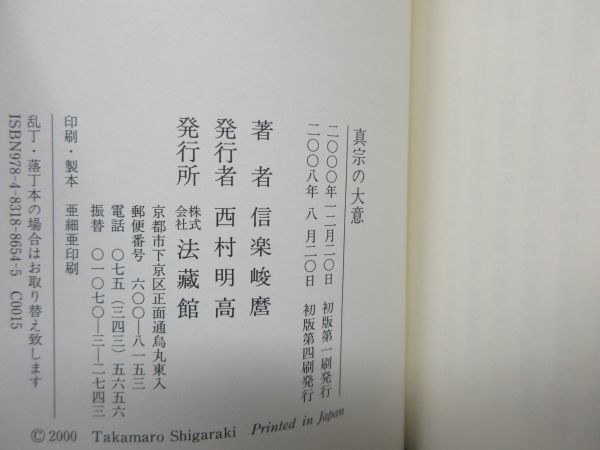 真宗の大意
二〇〇〇年一二月二〇日 初版第一刷発行
二〇〇八年 八 月二〇日 初版第四刷発行
著 者 信楽峻麿
発行者 西村明高
発行所 株式会社 法藏館
京都市下京区正面通烏丸東入
郵便番号 六〇〇―八一五三
電話 〇七五(三四三)五六五六
振替 〇一〇七〇―三―二七四三
印刷・製本 亜細亜印刷
乱丁・落丁本の場合はお取り替え致します
ISBN978-4-8318-8654-5 C0015
© 2000 Takamaro Shigaraki Printed in Japan